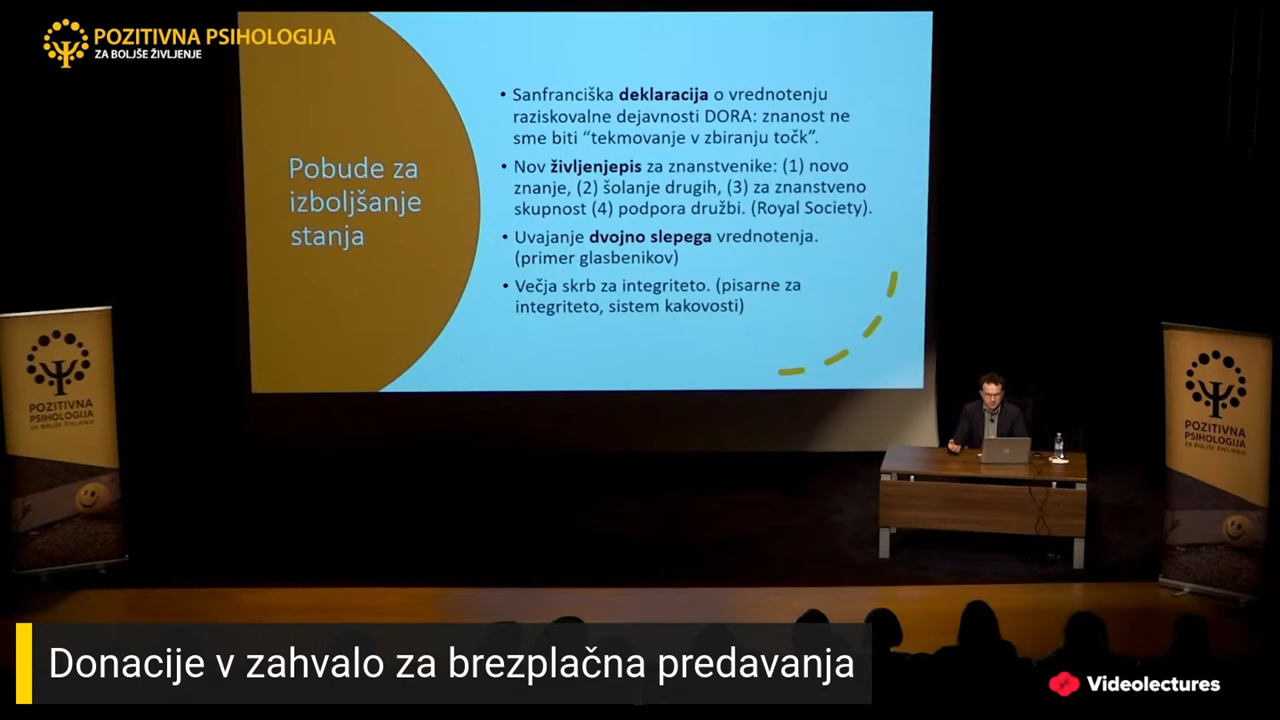 POZITIVNA PSIHOLOGIJA
ZA BOLJŠE ŽIVLJENJE
Pobude za
izboljšanje
stanja
• Sanfranciška deklaracija o vrednotenju
raziskovalne dejavnosti DORA: znanost ne
sme biti “tekmovanje v zbiranju točk”.
• Nov življenjepis za znanstvenike: (1) novo
znanje, (2) šolanje drugih, (3) za znanstveno
skupnost (4) podpora družbi. (Royal Society).
• Uvajanje dvojno slepega vrednotenja.
(primer glasbenikov)
• Večja skrb za integriteto. (pisarne za
integriteto, sistem kakovosti)
POZITIVNA
PSIHOLOGIJA
ZA BOLJŠE ŽIVLJENJE
POZITIVNA
PSIHOLOGIJA
ZA BOLJŠE ŽIVLJENJE
Donacije v zahvalo za brezplačna predavanja
Videolectures